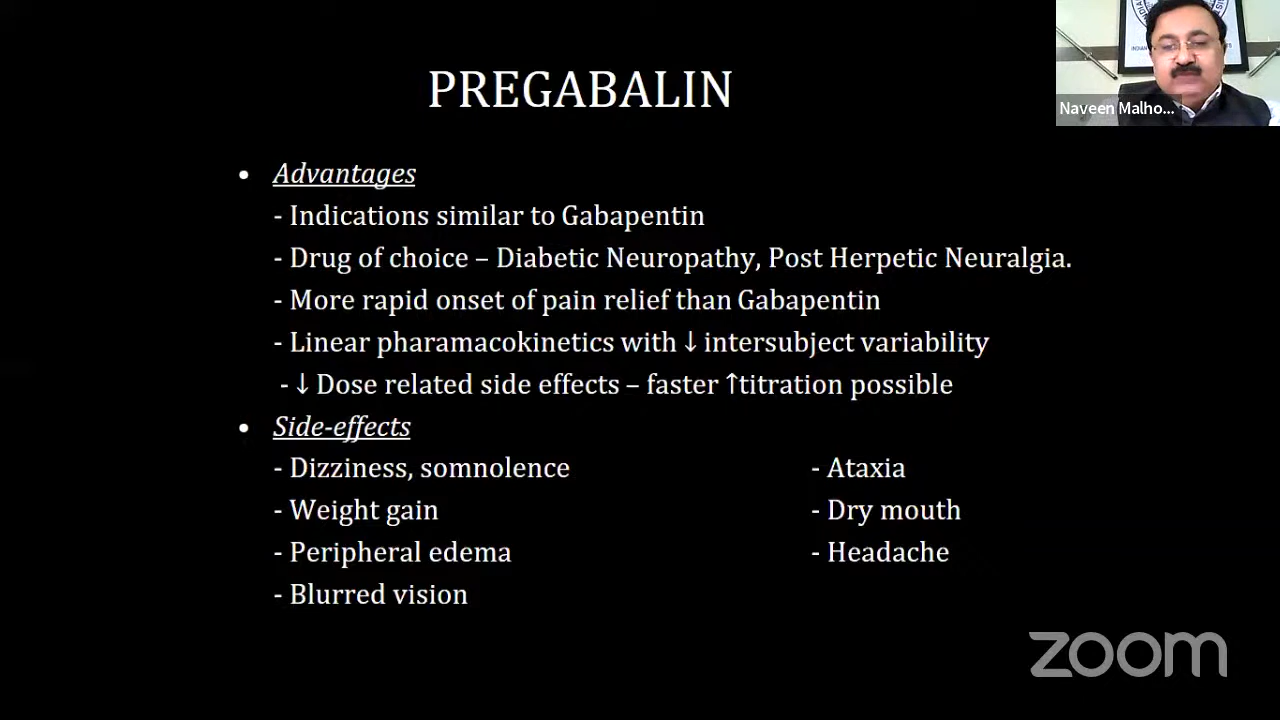 PREGABALIN
Naveen Malho...
• Advantages
- Indications similar to Gabapentin
- Drug of choice – Diabetic Neuropathy, Post Herpetic Neuralgia.
- More rapid onset of pain relief than Gabapentin
- Linear pharamacokinetics with ↓ intersubject variability
- ↓ Dose related side effects – faster ↑titration possible
• Side-effects
- Dizziness, somnolence
- Weight gain
- Peripheral edema
- Blurred vision
- Ataxia
- Dry mouth
- Headache
zoom